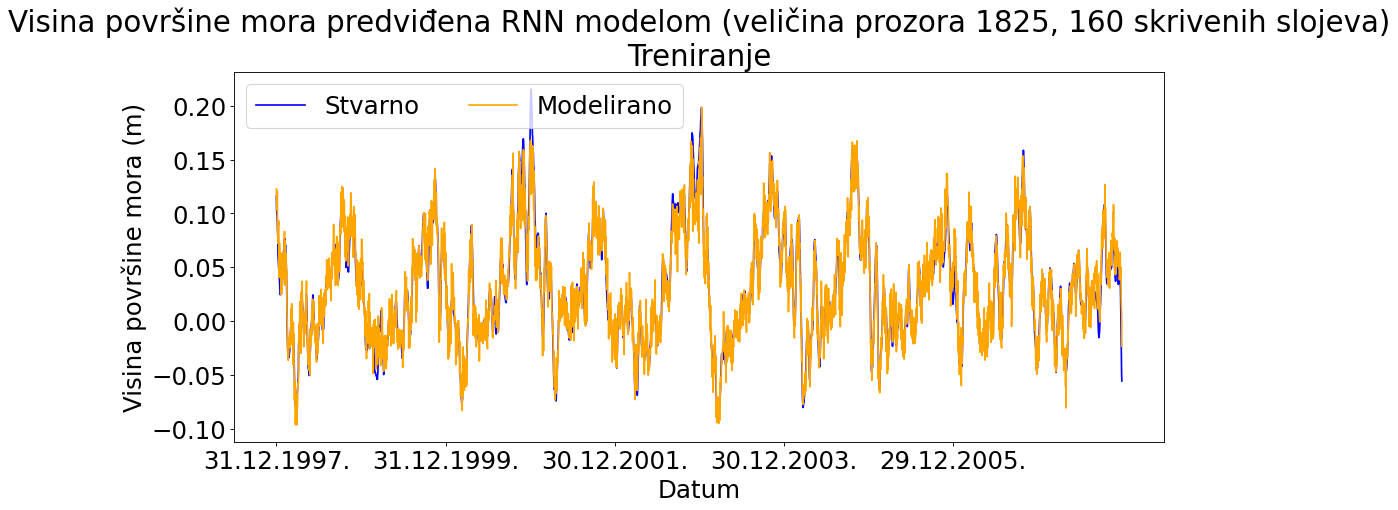 Visina površine mora predviđena RNN modelom (veličina prozora 1825, 160 skrivenih slojeva)
Treniranje
Stvarno Modelirano
Visina površine mora (m)
0.20
0.15
0.10
0.05
0.00
−0.05
−0.10
31.12.1997. 31.12.1999. 30.12.2001. 30.12.2003. 29.12.2005.
Datum